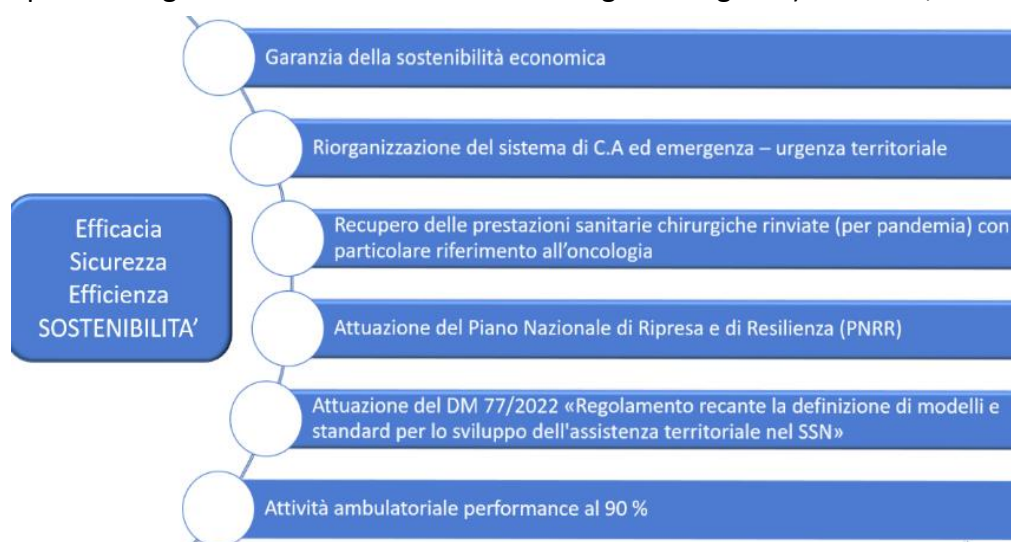 Garanzia della sostenibilità economica
Riorganizzazione del sistema di C.A ed emergenza – urgenza territoriale
Efficacia
Sicurezza
Efficienza
SOSTENIBILITA’
Recupero delle prestazioni sanitarie chirurgiche rinviate (per pandemia) con
particolare riferimento all’oncologia
Attuazione del Piano Nazionale di Ripresa e di Resilienza (PNRR)
Attuazione del DM 77/2022 «Regolamento recante la definizione di modelli e
standard per lo sviluppo dell'assistenza territoriale nel SSN»
Attività ambulatoriale performance al 90 %